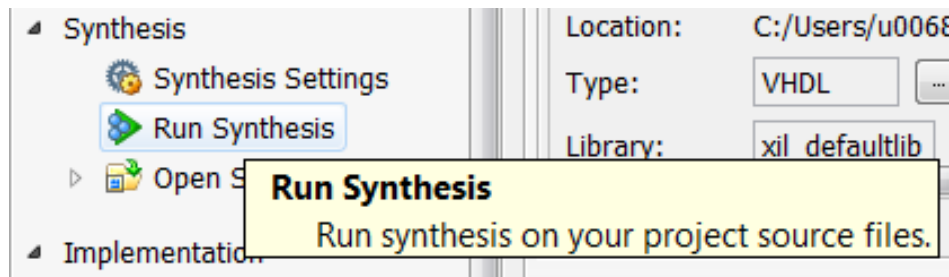 Synthesis
Synthesis Settings
Run Synthesis
Open S
Implementatio
Location: C:/Users/u0068
Type: VHDL ...
Library: xil_defaultlib
Run Synthesis
Run synthesis on your project source files.